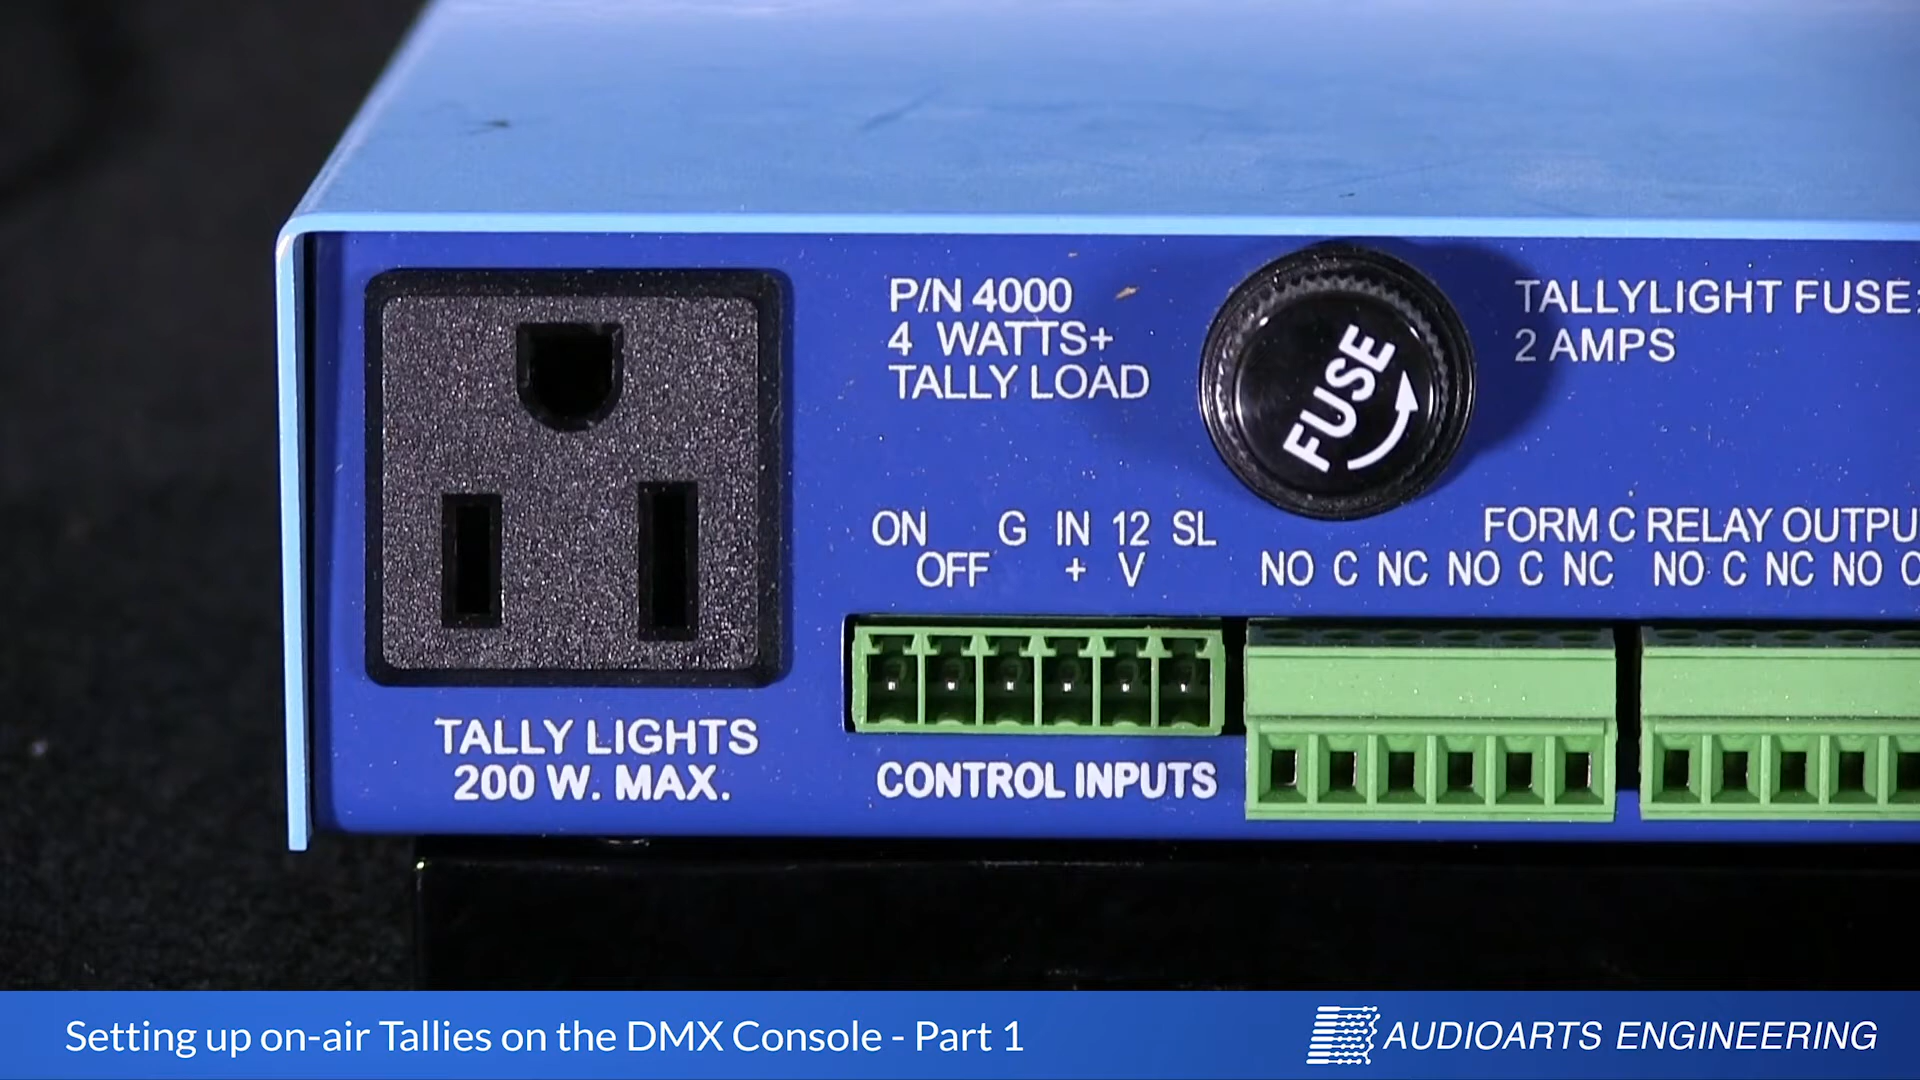 P/N 4000
4 WATTS+
TALLY LOAD
FUSE
TALLYLIGHT FUSE:
2 AMPS
ON G IN 12 SL
OFF + V
FORM C RELAY OUTPU
NO C NC NO C NC NO C NC NO C
TALLY LIGHTS
200 W. MAX.
CONTROL INPUTS
Setting up on-air Tallies on the DMX Console - Part 1
AUDIOARTS ENGINEERING